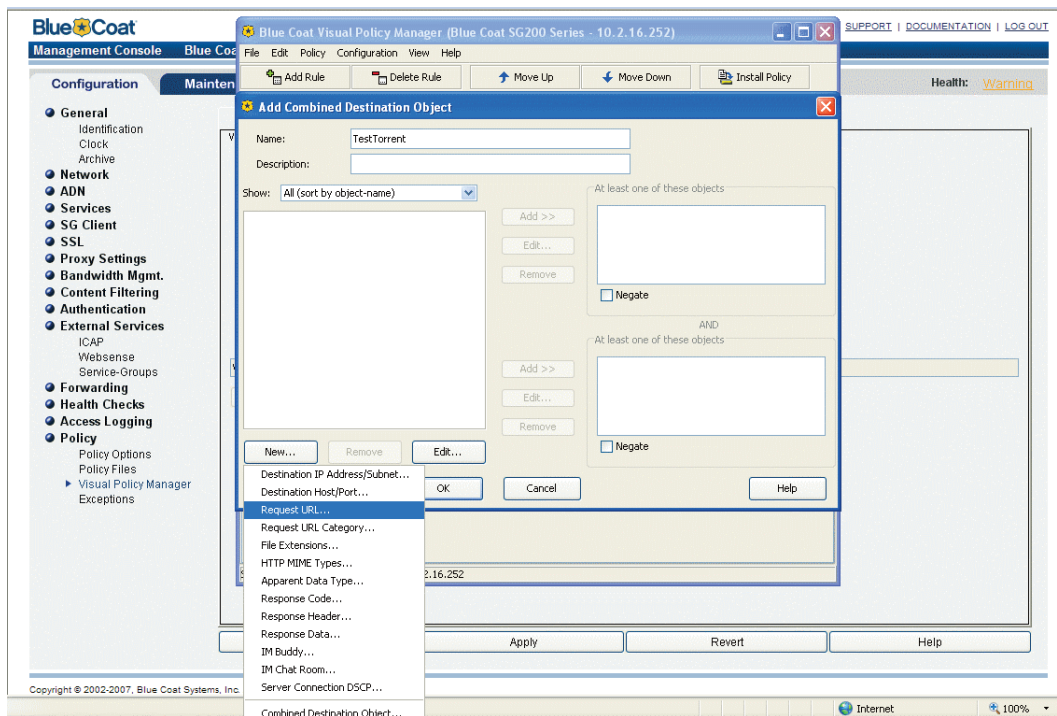 Blue Coat
SUPPORT | DOCUMENTATION | LOG OUT
Management Console Blue Coa
Configuration Mainten
Health: Warning
General
Identification
Clock
Archive
Network
ADN
Services
SG Client
SSL
Proxy Settings
Bandwidth Mgmt.
Content Filtering
Authentication
External Services
ICAP
Websense
Service-Groups
Forwarding
Health Checks
Access Logging
Policy
Policy Options
Policy Files
Visual Policy Manager
Exceptions
Blue Coat Visual Policy Manager (Blue Coat SG200 Series - 10.2.16.252)
File Edit Policy Configuration View Help
Add Rule Delete Rule Move Up Move Down Install Policy
Add Combined Destination Object
Name: TestTorrent
Description:
Show: All (sort by object-name)
At least one of these objects
Add >>
Edit...
Remove
Negate
AND
At least one of these objects
Add >>
Edit...
Remove
Negate
New... Remove Edit...
OK Cancel Help
Destination IP Address/Subnet...
Destination Host/Port...
Request URL...
Request URL Category...
File Extensions...
HTTP MIME Types...
Apparent Data Type...
Response Code...
Response Header...
Response Data...
IM Buddy...
IM Chat Room...
Server Connection DSCP...
Combined Destination Object...
2.16.252
Apply Revert Help
Copyright © 2002-2007, Blue Coat Systems, Inc.
Internet 100%